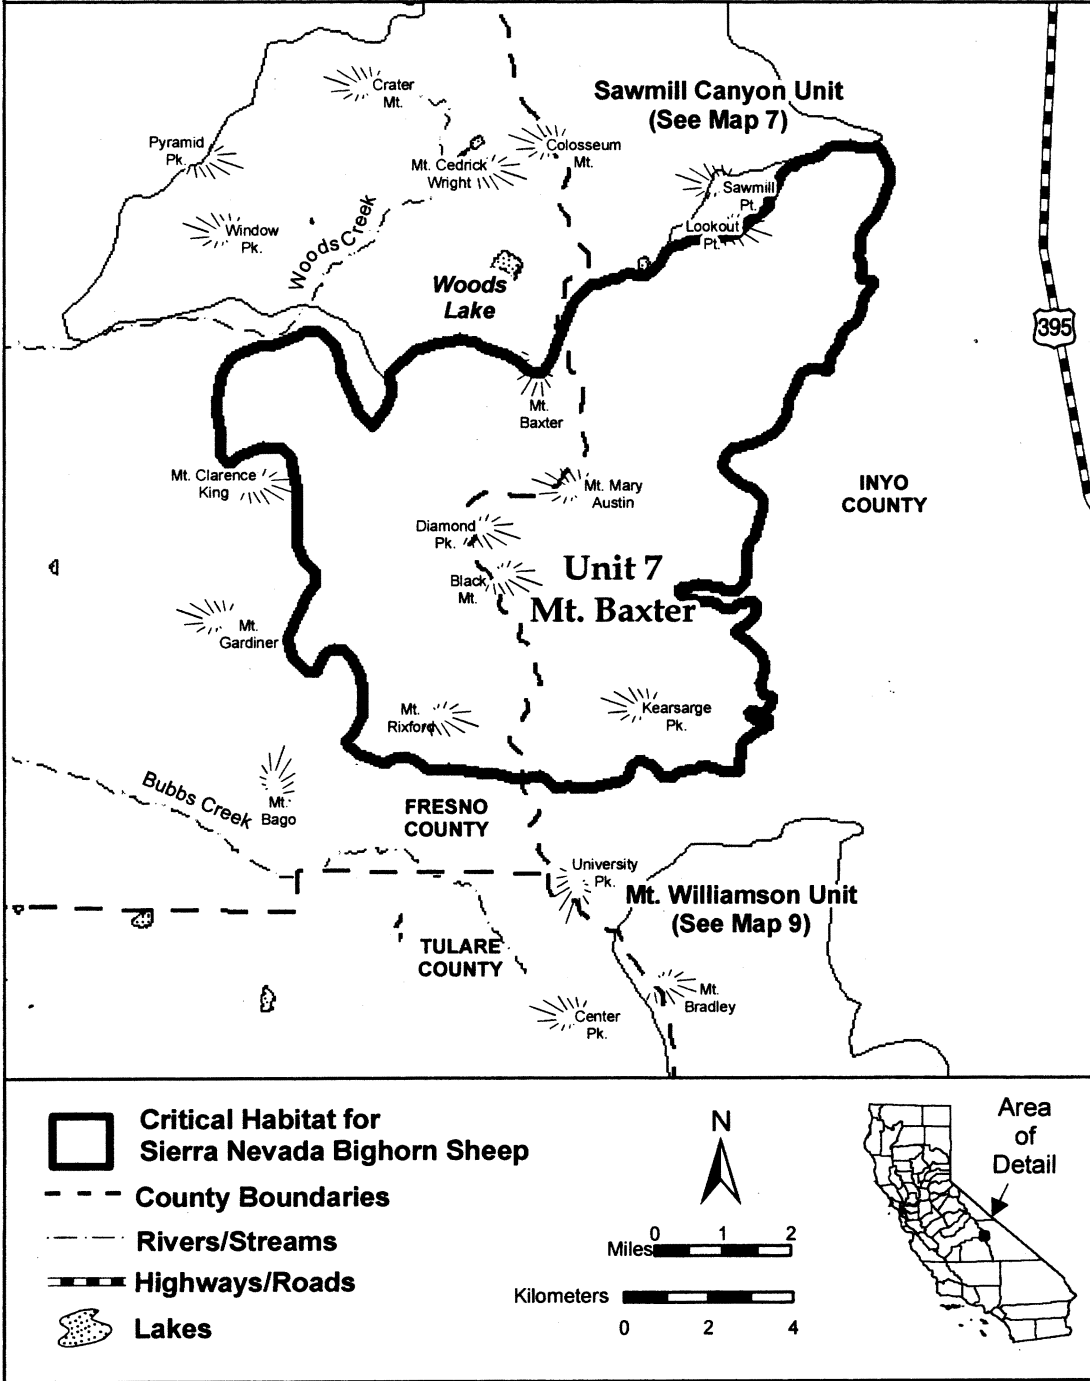 Sawmill Canyon Unit
(See Map 7)
Crater
Mt.
Pyramid
Pk.
Colosseum
Mt.
Mt. Cedrick
Wright
Sawmill
Pt.
Lookout
Pt.
Window
Pk.
Woods Creek
Woods
Lake
395
Mt.
Baxter
Mt. Clarence
King
Mt. Mary
Austin
INYO
COUNTY
Diamond
Pk.
Black
Mt.
Unit 7
Mt. Baxter
Mt.
Gardiner
Mt.
Rixford
Kearsarge
Pk.
Bubbs Creek
Mt.
Bago
FRESNO
COUNTY
University
Pk.
Mt. Williamson Unit
(See Map 9)
TULARE
COUNTY
Mt.
Bradley
Center
Pk.
Critical Habitat for
Sierra Nevada Bighorn Sheep
County Boundaries
Rivers/Streams
Highways/Roads
Lakes
N
0 1 2
Miles
Kilometers
0 2 4
Area
of
Detail